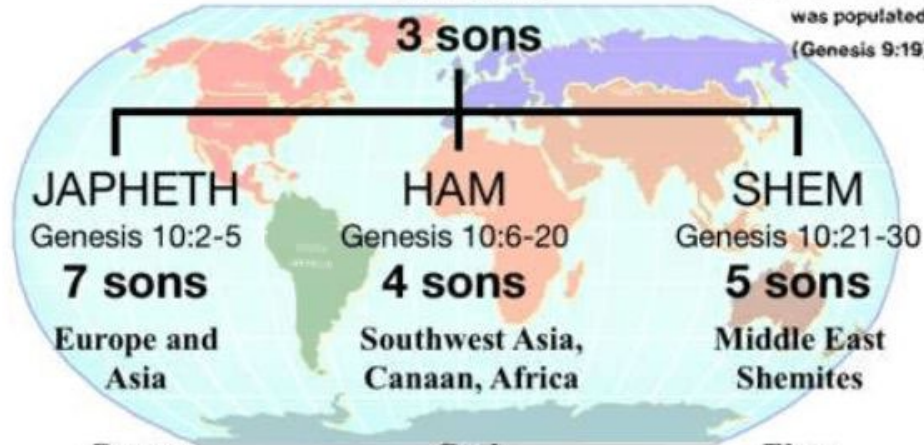 3 sons
was populated
(Genesis 9:19
JAPHETH
Genesis 10:2-5
7 sons
Europe and
Asia
HAM
Genesis 10:6-20
4 sons
Southwest Asia,
Canaan, Africa
SHEM
Genesis 10:21-30
5 sons
Middle East
Shemites